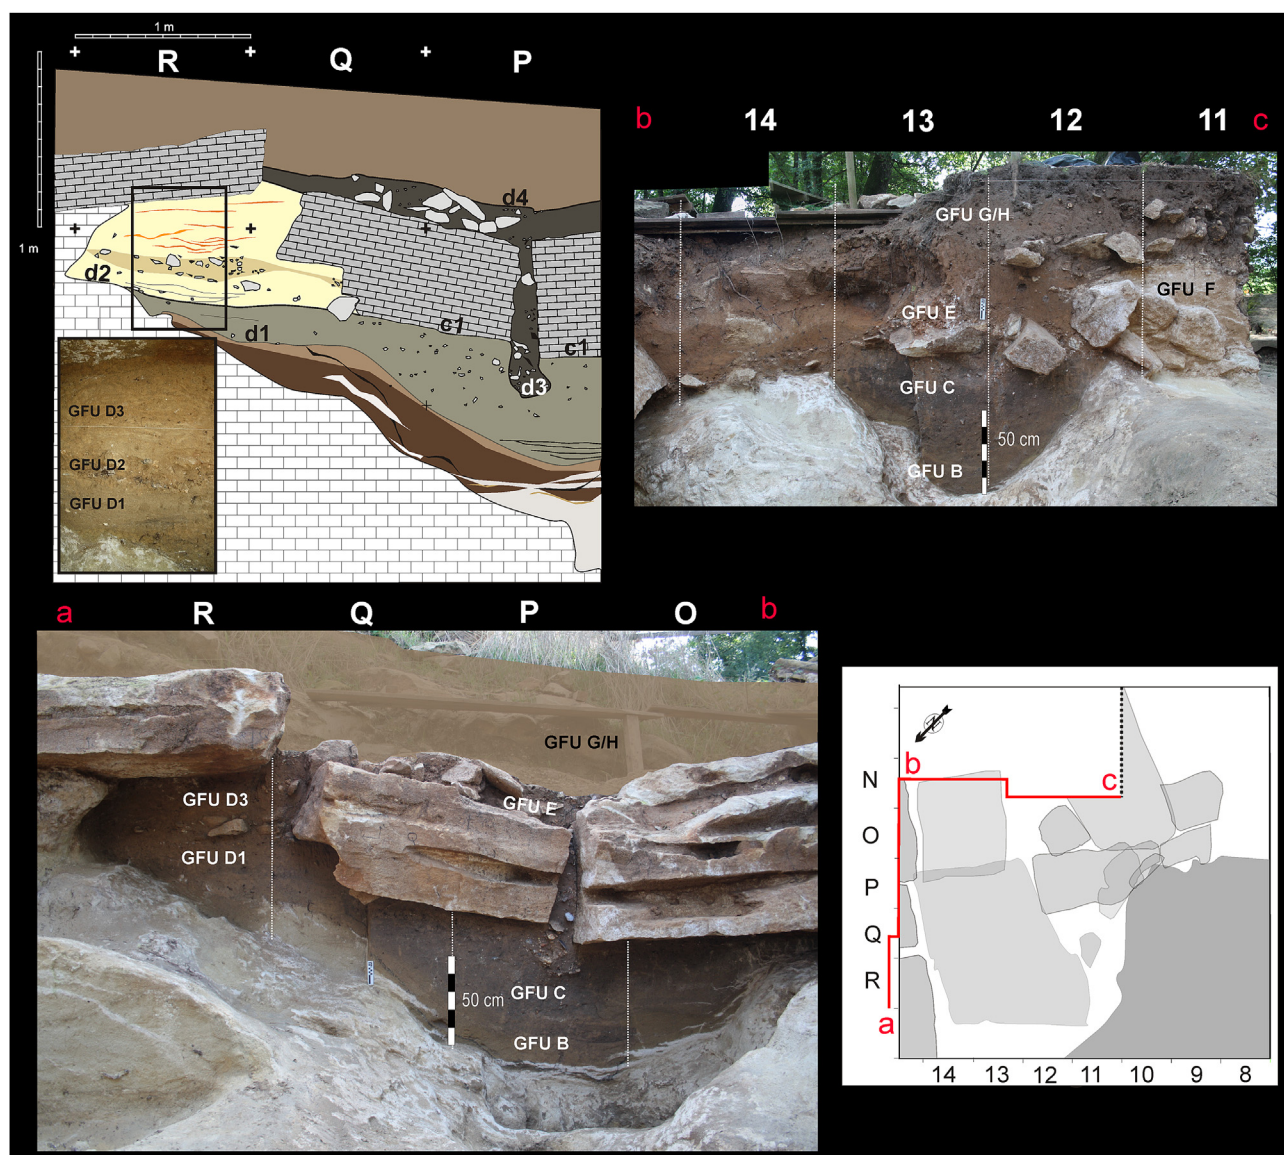 1 m
R Q P
1 m
d4
d2
d1
c1
c1
d3
GFU D3
GFU D2
GFU D1
b 14 13 12 11 c
GFU G/H
GFU E
GFU F
GFU C
50 cm
GFU B
a R Q P O b
GFU G/H
GFU D3
GFU E
GFU D1
GFU C
50 cm
GFU B
N
b
c
N
O
P
Q
R
a
14 13 12 11 10 9 8